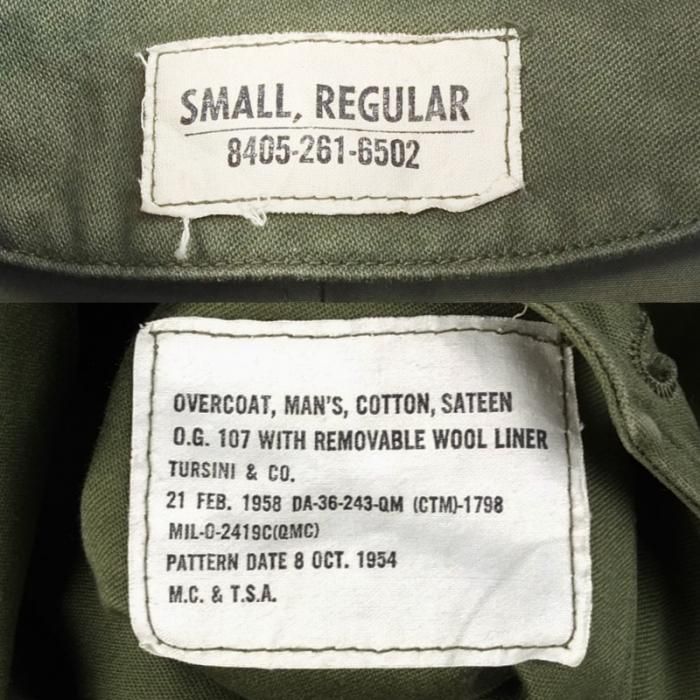 SMALL, REGULAR
8405-261-6502
OVERCOAT, MAN'S, COTTON, SATEEN
O.G. 107 WITH REMOVABLE WOOL LINER
TURSINI & CO.
21 FEB. 1958 DA-36-243-QM (CTM)-1798
MIL-O-2419C(QMC)
PATTERN DATE 8 OCT. 1954
M.C. & T.S.A.